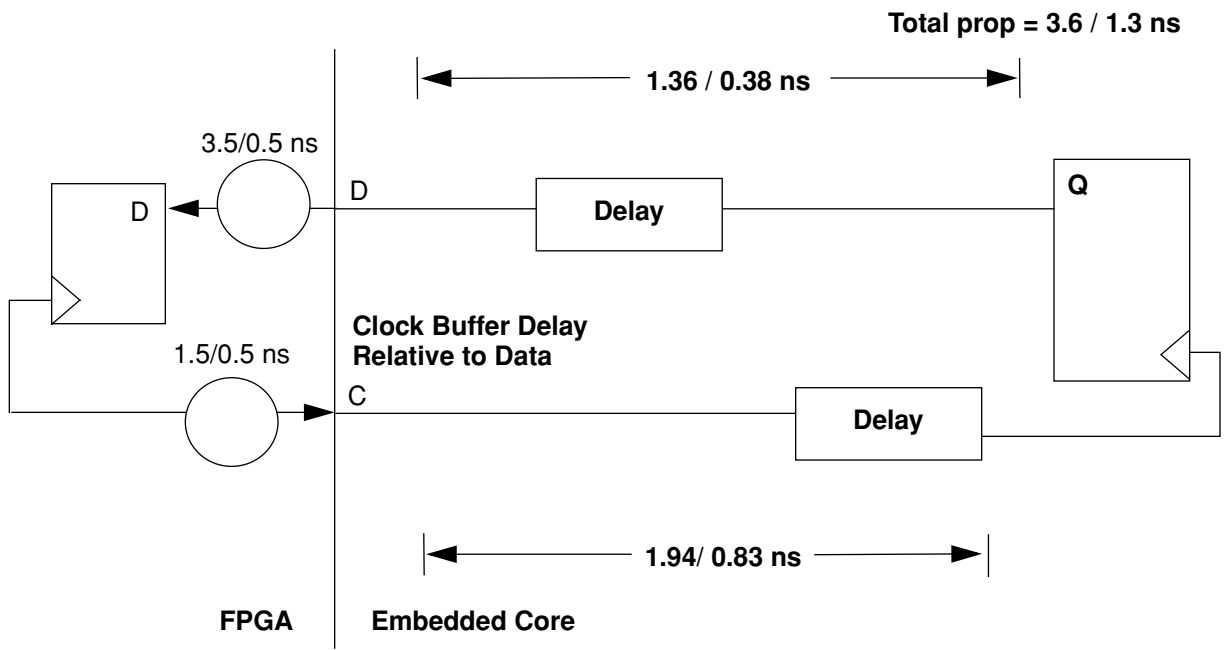 Total prop = 3.6 / 1.3 ns
1.36 / 0.38 ns
3.5/0.5 ns
D
D
Delay
Q
Clock Buffer Delay
Relative to Data
1.5/0.5 ns
C
Delay
1.94/ 0.83 ns
FPGA
Embedded Core